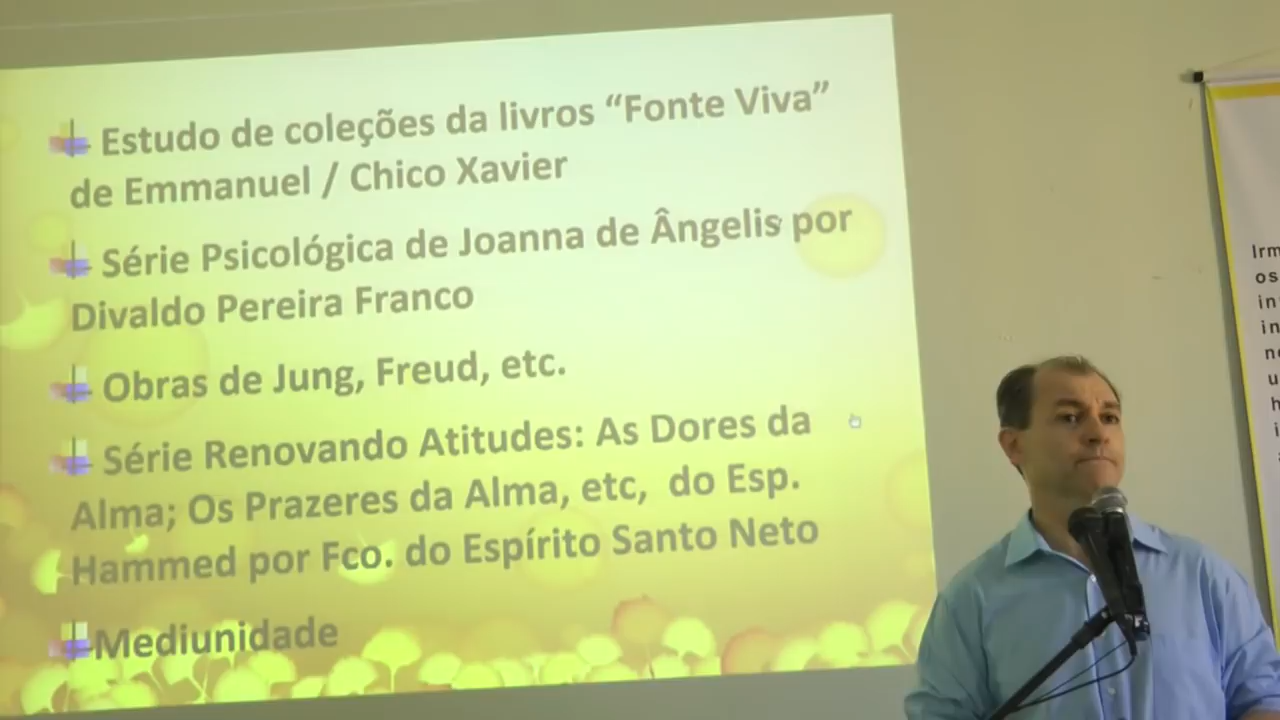 Estudo de coleções da livros “Fonte Viva”
de Emmanuel / Chico Xavier
Série Psicológica de Joanna de Ângelis por
Divaldo Pereira Franco
Obras de Jung, Freud, etc.
Série Renovando Atitudes: As Dores da
Alma; Os Prazeres da Alma, etc, do Esp.
Hammed por Fco. do Espírito Santo Neto
Mediunidade
os